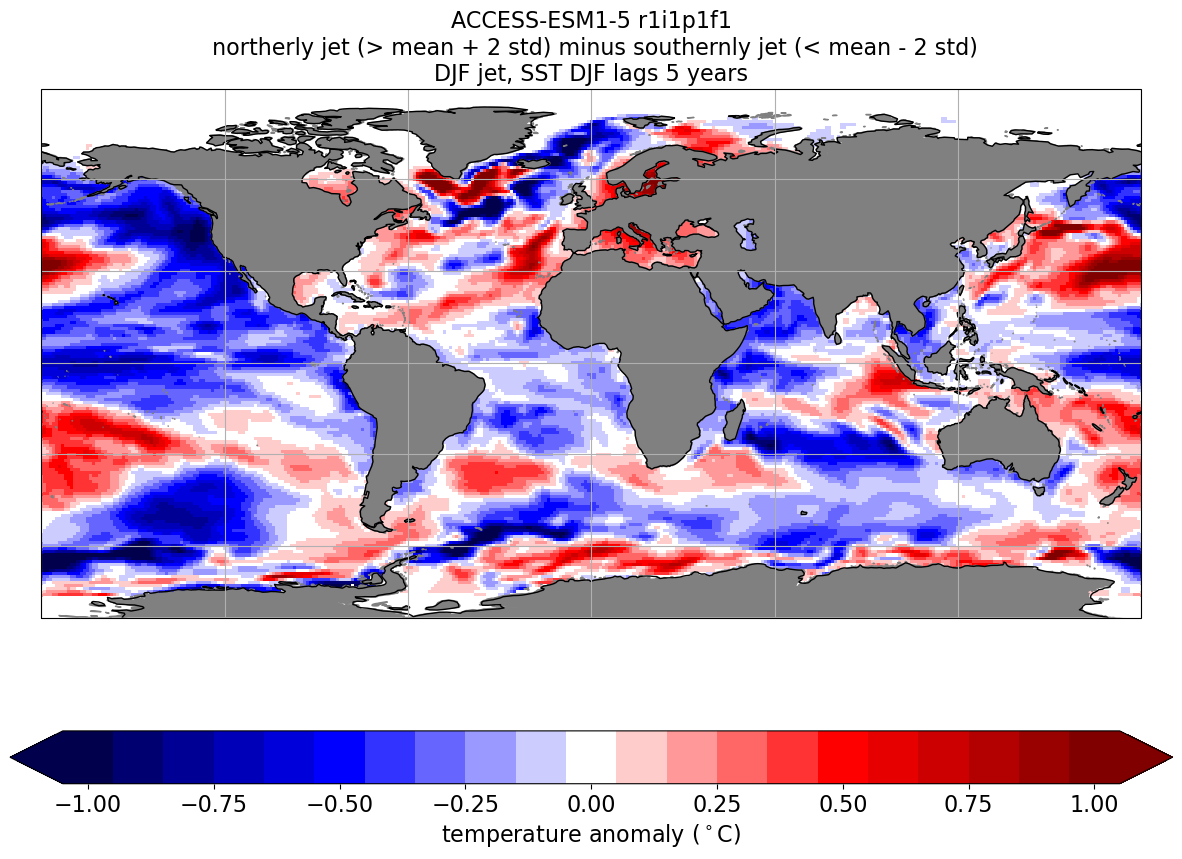 ACCESS-ESM1-5 r1i1p1f1
northerly jet (> mean + 2 std) minus southernly jet (< mean - 2 std)
DJF jet, SST DJF lags 5 years
−1.00 −0.75 −0.50 −0.25 0.00 0.25 0.50 0.75 1.00
temperature anomaly (°C)